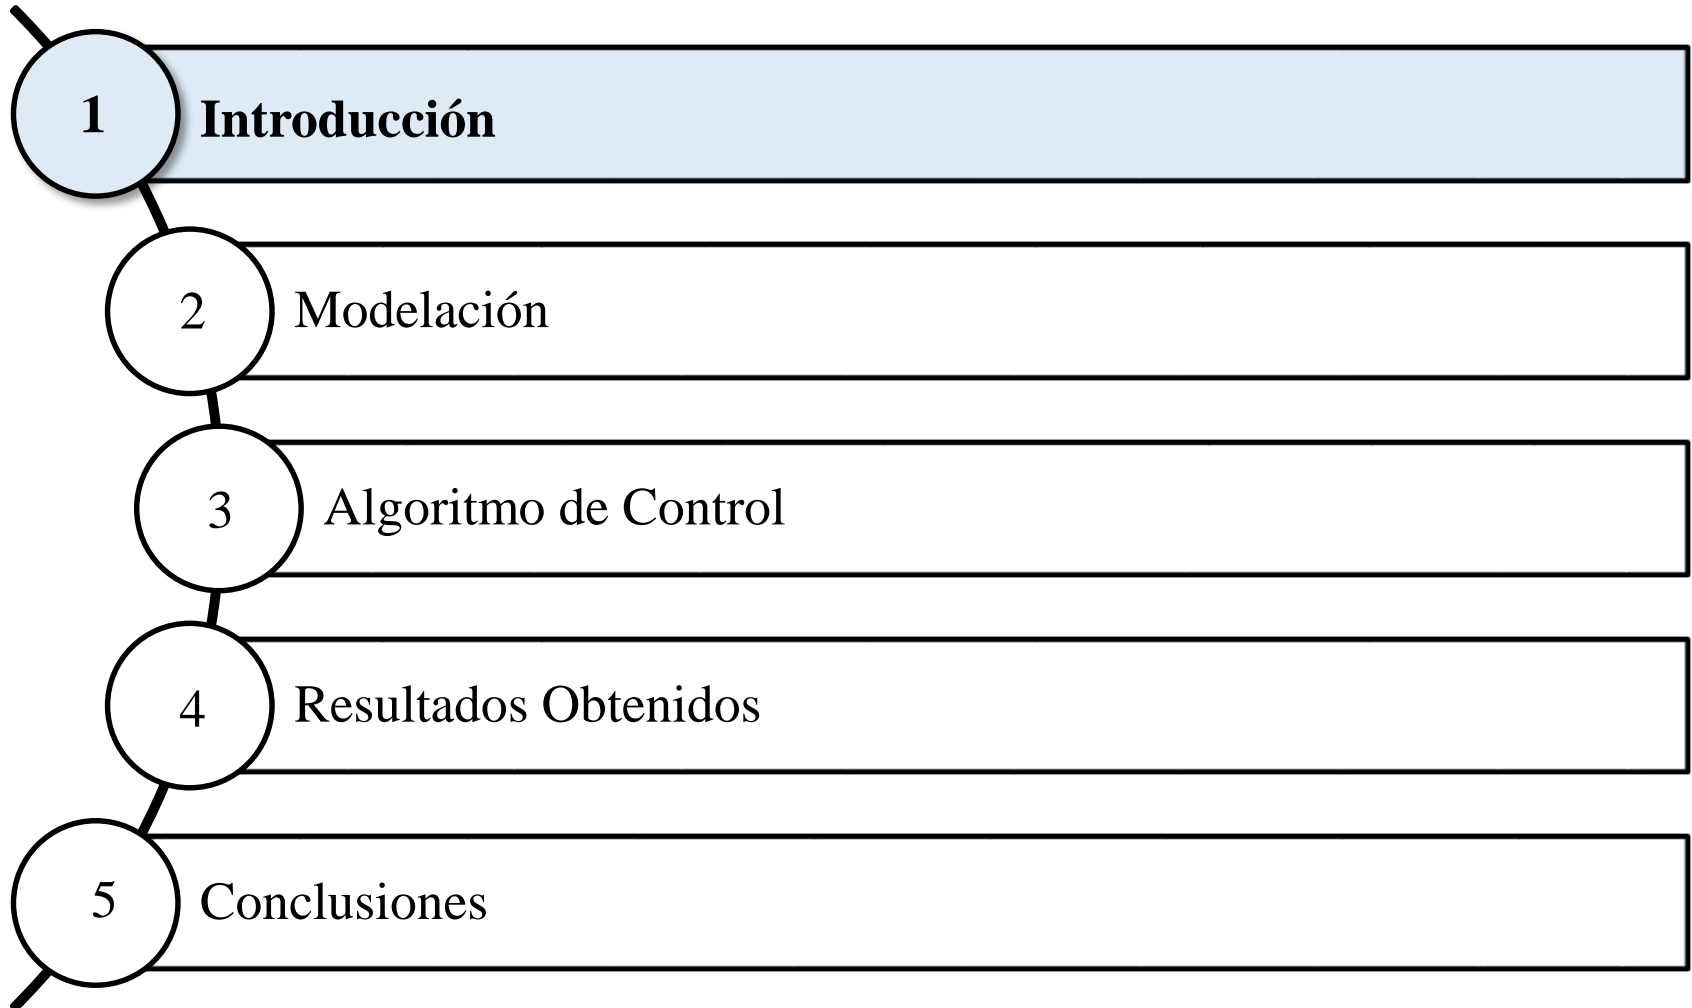 1 Introducción
2 Modelación
3 Algoritmo de Control
4 Resultados Obtenidos
5 Conclusiones